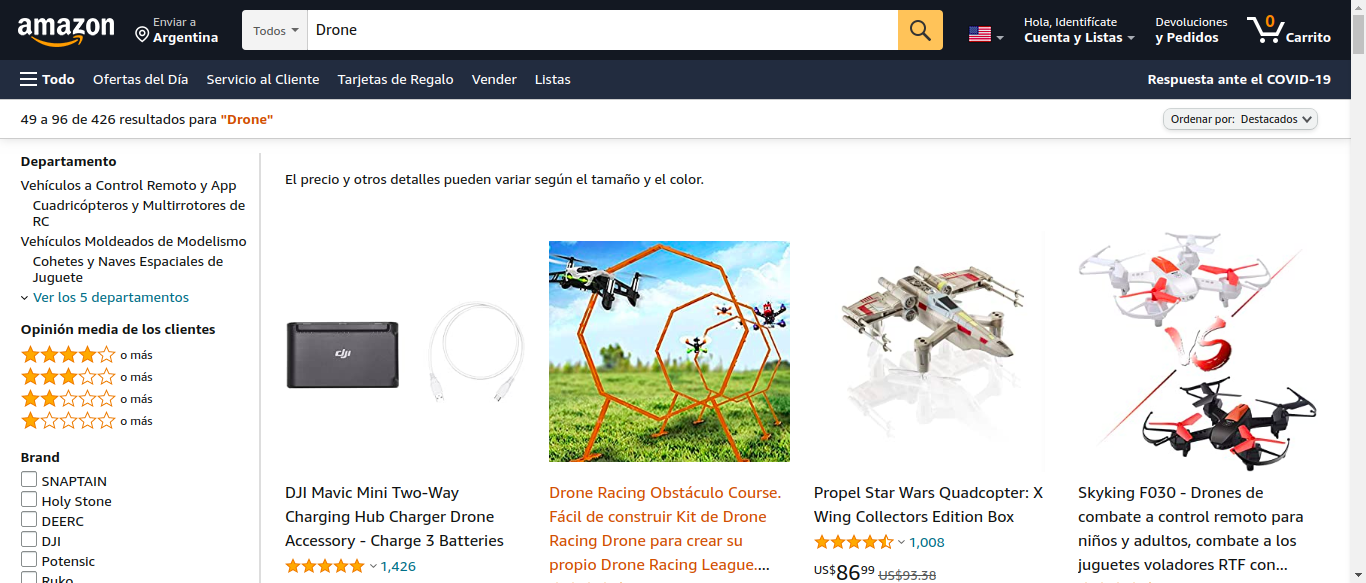 amazon
Enviar a
Argentina
Todos
Drone
Hola, Identifícate
Cuenta y Listas
Devoluciones
y Pedidos
0
Carrito
Todo
Ofertas del Día
Servicio al Cliente
Tarjetas de Regalo
Vender
Listas
Respuesta ante el COVID-19
49 a 96 de 426 resultados para "Drone"
Ordenar por: Destacados
Departamento
Vehículos a Control Remoto y App
Cuadricópteros y Multirrotores de
RC
Vehículos Moldeados de Modelismo
Cohetes y Naves Espaciales de
Juguete
Ver los 5 departamentos
Opinión media de los clientes
o más
o más
o más
o más
Brand
SNAPTAIN
Holy Stone
DEERC
DJI
Potensic
Ruko
El precio y otros detalles pueden variar según el tamaño y el color.
dji
DJI Mavic Mini Two-Way
Charging Hub Charger Drone
Accessory - Charge 3 Batteries
1,426
Drone Racing Obstáculo Course.
Fácil de construir Kit de Drone
Racing Drone para crear su
propio Drone Racing League....
Propel Star Wars Quadcopter: X
Wing Collectors Edition Box
1,008
US$86.99 US$93.38
VS
Skyking F030 - Drones de
combate a control remoto para
niños y adultos, combate a los
juguetes voladores RTF con...